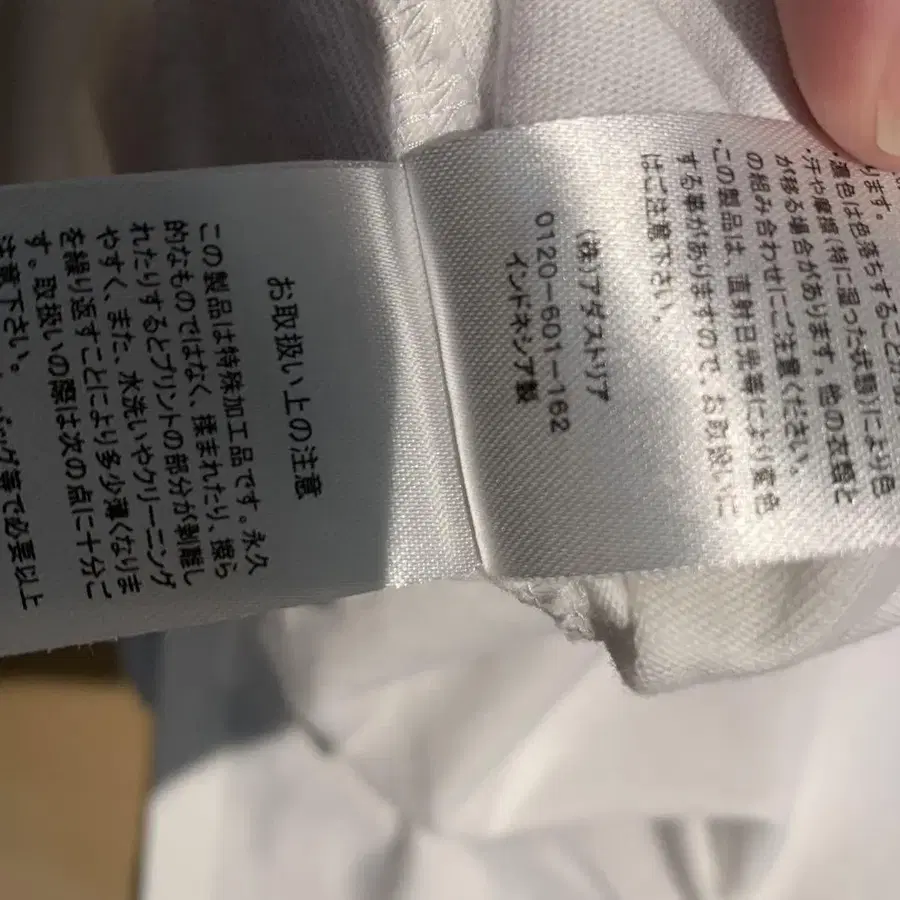 ります。
・濃色は色落ちすることが
・汗や摩擦(特に湿った状態)により色
が移る場合があります。他の衣類と
の組み合わせにご注意ください。
・この製品は、直射日光等により変色
する事がありますので、お取扱いに
はご注意下さい。
(株)アダストリア
0120-601-162
インドネシア製
お取扱い上の注意
この製品は特殊加工品です。永久
的なものではなく、揉まれたり、擦ら
れたりするとプリントの部分が剥離し
やすく、また、水洗いやクリーニング
を繰り返すことにより多少薄くなりま
す。取扱いの際は次の点に十分ご
注意下さい。
バッグ等で必要以上